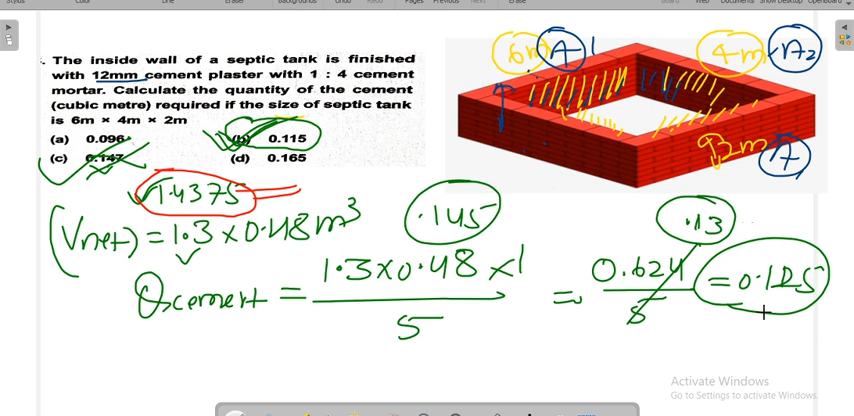 . The inside wall of a septic tank is finished
with 12mm cement plaster with 1 : 4 cement
mortar. Calculate the quantity of the cement
(cubic metre) required if the size of septic tank
is 6m × 4m × 2m
(a) 0.096 (b) 0.115
(c) 0.147 (d) 0.165
6m A1 4m A2
2m A
1.4375
(Vnet) = 1.3 × 0.48 m³ .145 .13
Qcement = 1.3 × 0.48 × 1 / 5 = 0.624 / 5 = 0.125
Activate Windows
Go to Settings to activate Windows.